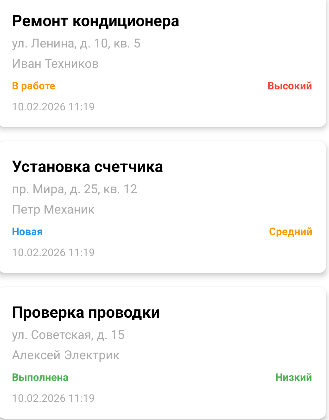 Ремонт кондиционера
ул. Ленина, д. 10, кв. 5
Иван Техников
В работе Высокий
10.02.2026 11:19
Установка счетчика
пр. Мира, д. 25, кв. 12
Петр Механик
Новая Средний
10.02.2026 11:19
Проверка проводки
ул. Советская, д. 15
Алексей Электрик
Выполнена Низкий
10.02.2026 11:19